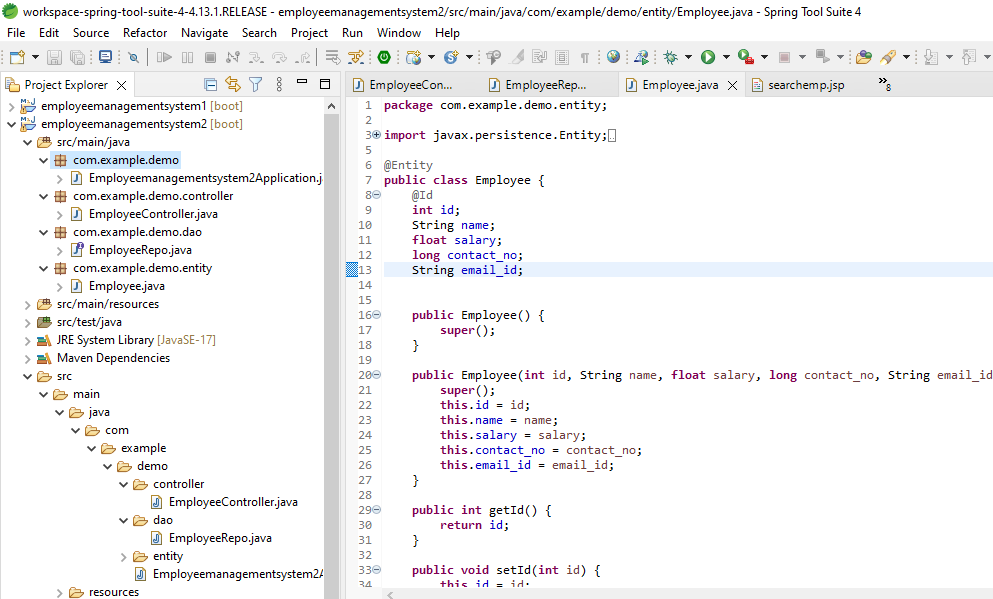 workspace-spring-tool-suite-4-4.13.1.RELEASE - employeemanagementsystem2/src/main/java/com/example/demo/entity/Employee.java - Spring Tool Suite 4
File Edit Source Refactor Navigate Search Project Run Window Help
Project Explorer
employeemanagementsystem1 [boot]
employeemanagementsystem2 [boot]
src/main/java
com.example.demo
Employeemanagementsystem2Application.j
com.example.demo.controller
EmployeeController.java
com.example.demo.dao
EmployeeRepo.java
com.example.demo.entity
Employee.java
src/main/resources
src/test/java
JRE System Library [JavaSE-17]
Maven Dependencies
src
main
java
com
example
demo
controller
EmployeeController.java
dao
EmployeeRepo.java
entity
Employeemanagementsystem2A
resources
EmployeeCon... EmployeeRep... Employee.java searchemp.jsp »8
1 package com.example.demo.entity;
2
3 import javax.persistence.Entity;
5
6 @Entity
7 public class Employee {
8 @Id
9 int id;
10 String name;
11 float salary;
12 long contact_no;
13 String email_id;
14
15
16 public Employee() {
17 super();
18 }
19
20 public Employee(int id, String name, float salary, long contact_no, String email_id
21 super();
22 this.id = id;
23 this.name = name;
24 this.salary = salary;
25 this.contact_no = contact_no;
26 this.email_id = email_id;
27 }
28
29 public int getId() {
30 return id;
31 }
32
33 public void setId(int id) {
34 this.id = id;